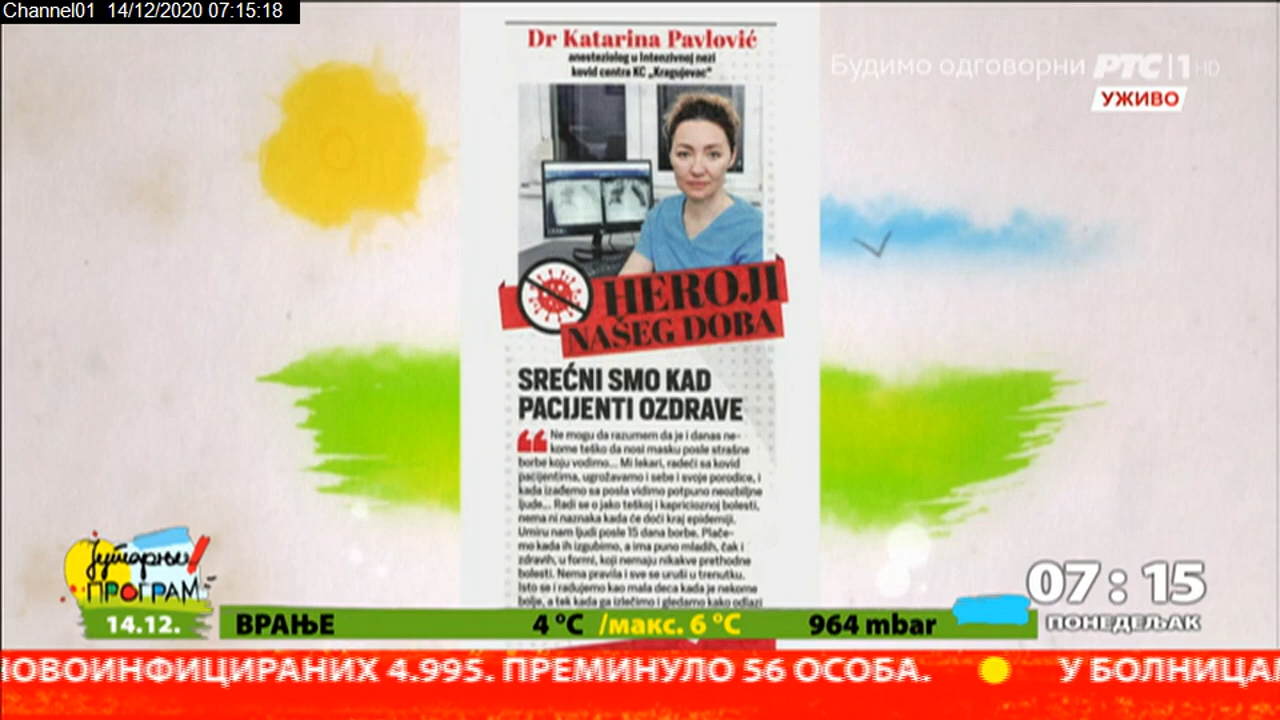 Channel01 14/12/2020 07:15:18
Dr Katarina Pavlović
anesteziolog u Intenzivnoj nezi
kovid centra KC „Kragujevac“
Будимо одговорни РТС|1 HD
УЖИВО
HEROJI
NAŠEG DOBA
SREĆNI SMO KAD
PACIJENTI OZDRAVE
Ne mogu da razumem da je i danas ne-
kome teško da nosi masku posle strašne
borbe koju vodimo... Mi lekari, radeći sa kovid
pacijentima, ugrožavamo i sebe i svoje porodice, i
kada izađemo sa posla vidimo potpuno neozbiljne
ljude... Radi se o jako teškoj i kapricioznoj bolesti,
nema ni naznaka kada će doći kraj epidemiji.
Umiru nam ljudi posle 15 dana borbe. Plače-
mo kada ih izgubimo, a ima puno mladih, čak i
zdravih, u formi, koji nemaju nikakve prethodne
bolesti. Nema pravila i sve se uruši u trenutku.
Isto se i radujemo kao mala deca kada je nekome
bolje, a tek kada ga izlečimo i gledamo kako odlazi
Јутарњи
ПРОГРАМ
14.12.
ВРАЊЕ 4 °C /макс. 6 °C 964 mbar
07:15
ПОНЕДЕЉАК
НОВОИНФИЦИРАНИХ 4.995. ПРЕМИНУЛО 56 ОСОБА. У БОЛНИЦАМ